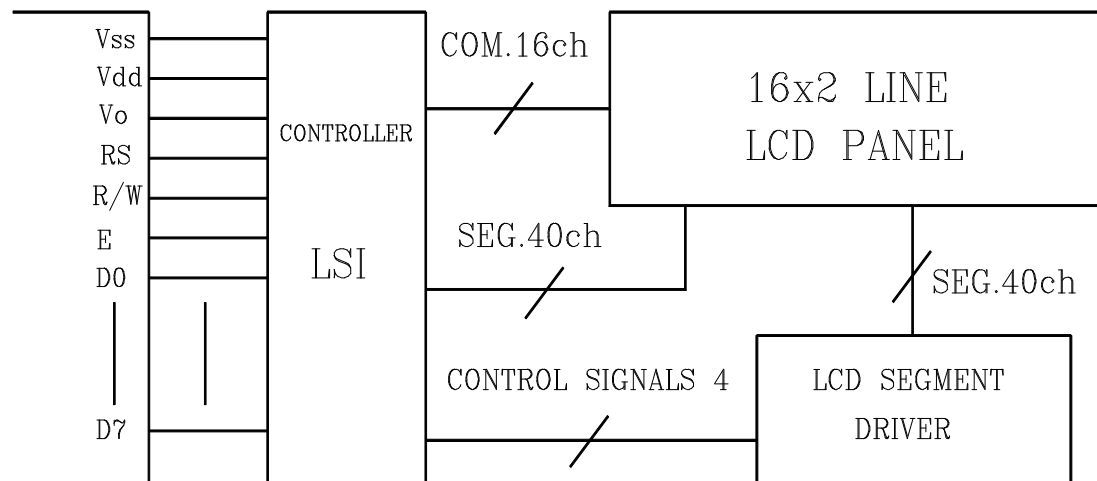 Vss
Vdd
Vo
RS
R/W
E
D0
D7
CONTROLLER
LSI
COM.16ch
SEG.40ch
CONTROL SIGNALS 4
16x2 LINE
LCD PANEL
SEG.40ch
LCD SEGMENT
DRIVER